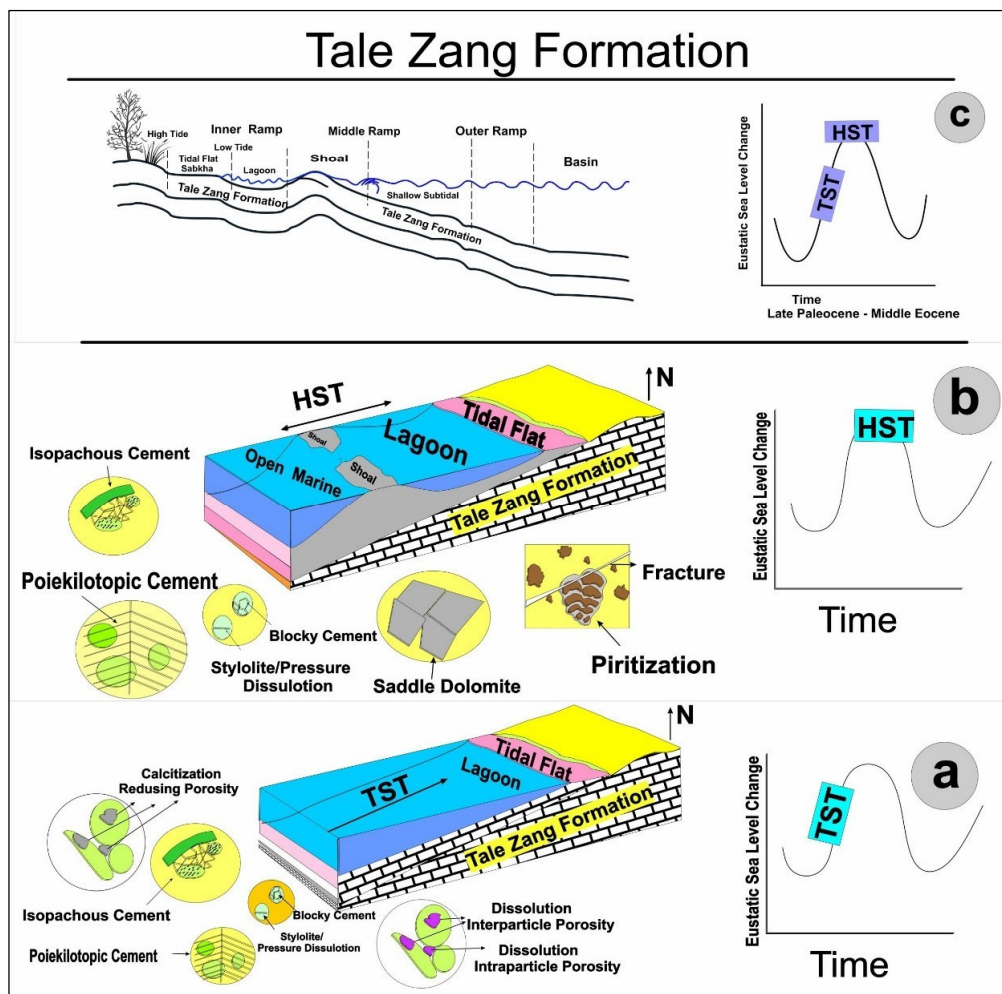 Tale Zang Formation
c
High Tide
Inner Ramp
Middle Ramp
Outer Ramp
Low Tide
Shoal
Basin
Tidal Flat
Sabkha
Lagoon
Shallow Subtidal
Tale Zang Formation
Tale Zang Formation
Eustatic Sea Level Change
HST
TST
Time
Late Paleocene - Middle Eocene
b
N
HST
Tidal Flat
Lagoon
Shoal
Shoal
Open Marine
Tale Zang Formation
Isopachous Cement
Poiekilotopic Cement
Blocky Cement
Stylolite/Pressure
Dissulotion
Saddle Dolomite
Fracture
Piritization
Eustatic Sea Level Change
HST
Time
a
N
TST
Tidal Flat
Lagoon
Tale Zang Formation
Calcitization
Redusing Porosity
Isopachous Cement
Poiekilotopic Cement
Blocky Cement
Stylolite/
Pressure Dissulotion
Dissolution
Interparticle Porosity
Dissolution
Intraparticle Porosity
Eustatic Sea Level Change
TST
Time